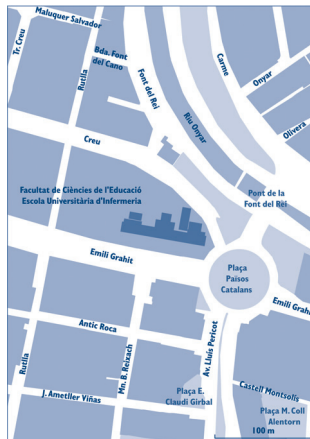 Maluquer Salvador
Tr. Creu
Rutlla
Bda. Font
del Cano
Font del Rei
Carme
Onyar
Olivera
Riu Onyar
Creu
Facultat de Ciències de l'Educació
Escola Universitària d'Infermeria
Pont de la
Font del Rei
Emili Grahit
Plaça
Països
Catalans
Emili Grahit
Antic Roca
Rutlla
Mn. B. Reixach
Av. Lluís Pericot
J. Ametller Viñas
Plaça E.
Claudi Girbal
Castell Montsolís
Plaça M. Coll
Alentorn
100 m